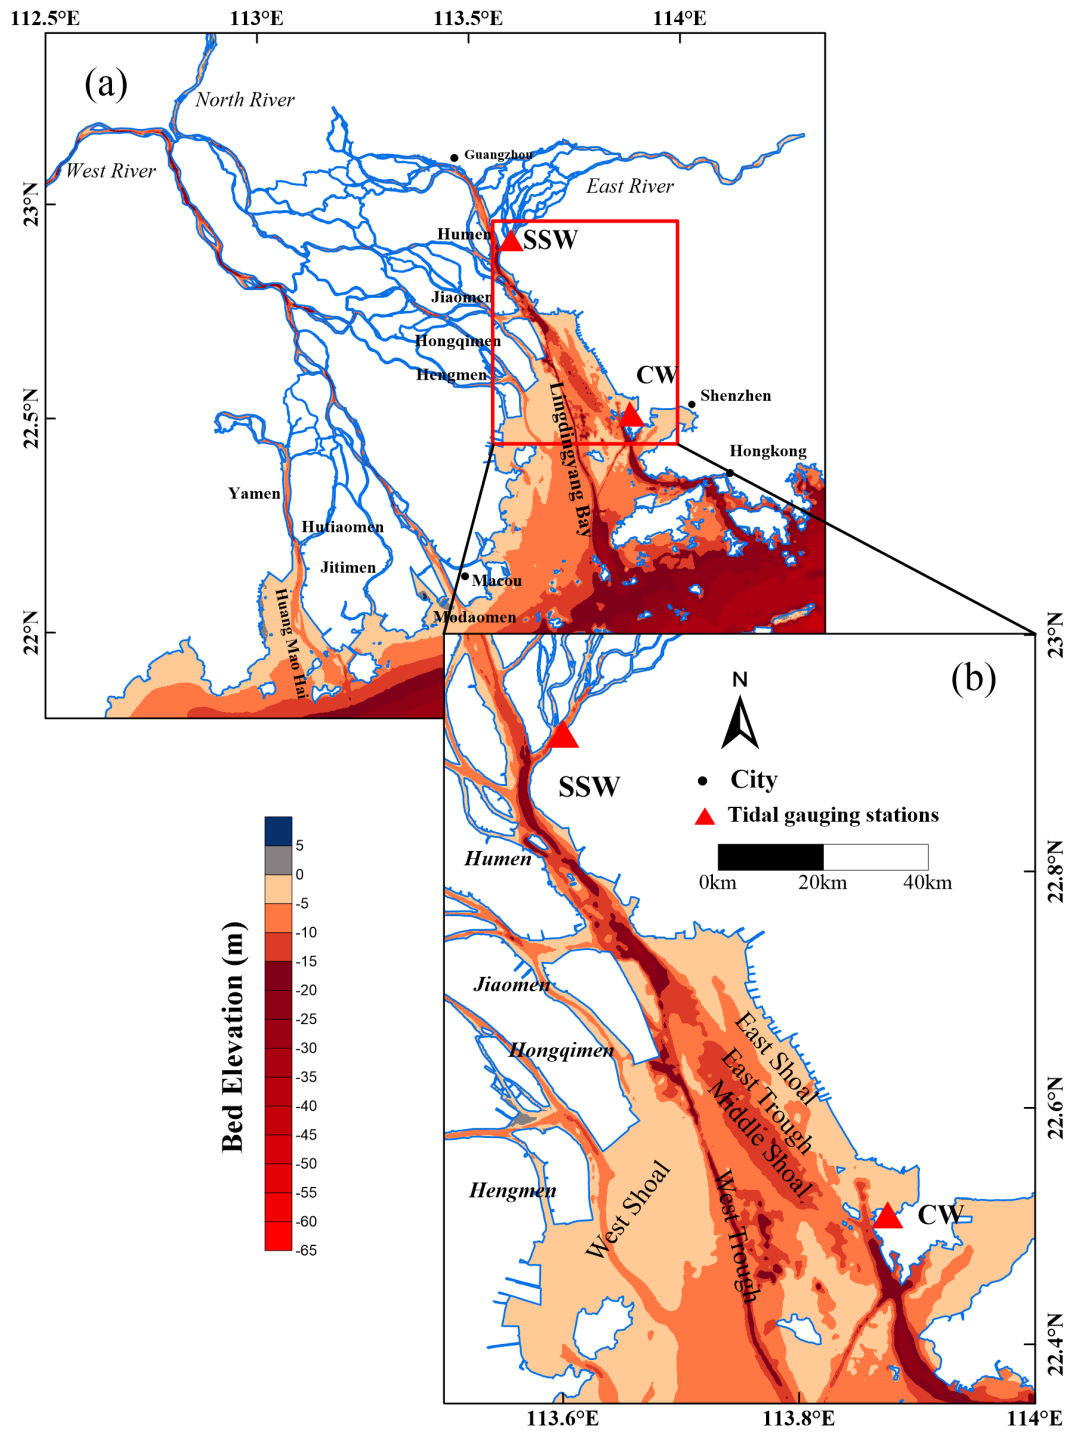 112.5°E
113°E
113.5°E
114°E
(a)
North River
West River
Guangzhou
East River
23°N
Humen
SSW
Jiaomen
Hongqimen
Hengmen
CW
Shenzhen
22.5°N
Lingdingyang Bay
Hongkong
Yamen
Hutiaomen
Jitimen
Macou
Modaomen
Huang Mao Hai
22°N
3°N
(b)
N
SSW
City
Tidal gauging stations
0km
20km
40km
Humen
22.8°N
Jiaomen
Hongqimen
East Shoal
East Trough
Middle Shoal
22.6°N
Hengmen
West Shoal
West Trough
CW
22.4°N
113.6°E
113.8°E
114°E
Bed Elevation (m)
5
0
-5
-10
-15
-20
-25
-30
-35
-40
-45
-50
-55
-60
-65